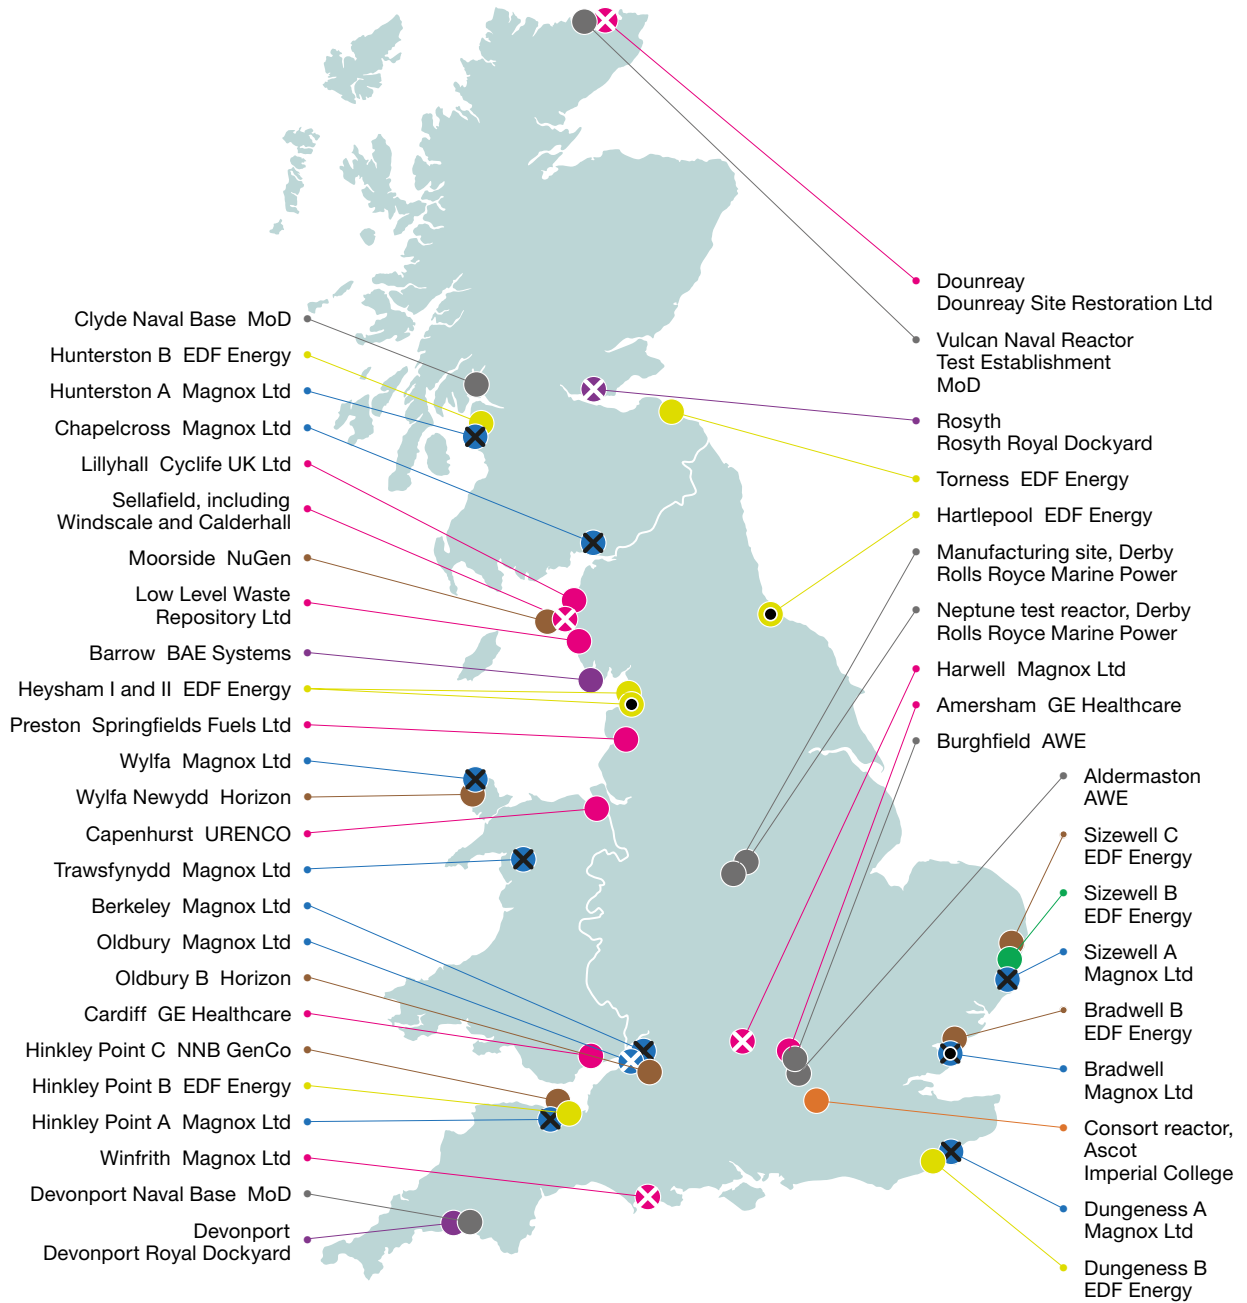 Clyde Naval Base MoD
Hunterston B EDF Energy
Hunterston A Magnox Ltd
Chapelcross Magnox Ltd
Lillyhall Cyclife UK Ltd
Sellafield, including
Windscale and Calderhall
Moorside NuGen
Low Level Waste
Repository Ltd
Barrow BAE Systems
Heysham I and II EDF Energy
Preston Springfields Fuels Ltd
Wylfa Magnox Ltd
Wylfa Newydd Horizon
Capenhurst URENCO
Trawsfynydd Magnox Ltd
Berkeley Magnox Ltd
Oldbury Magnox Ltd
Oldbury B Horizon
Cardiff GE Healthcare
Hinkley Point C NNB GenCo
Hinkley Point B EDF Energy
Hinkley Point A Magnox Ltd
Winfrith Magnox Ltd
Devonport Naval Base MoD
Devonport
Devonport Royal Dockyard
Dounreay
Dounreay Site Restoration Ltd
Vulcan Naval Reactor
Test Establishment
MoD
Rosyth
Rosyth Royal Dockyard
Torness EDF Energy
Hartlepool EDF Energy
Manufacturing site, Derby
Rolls Royce Marine Power
Neptune test reactor, Derby
Rolls Royce Marine Power
Harwell Magnox Ltd
Amersham GE Healthcare
Burghfield AWE
Aldermaston
AWE
Sizewell C
EDF Energy
Sizewell B
EDF Energy
Sizewell A
Magnox Ltd
Bradwell B
EDF Energy
Bradwell
Magnox Ltd
Consort reactor,
Ascot
Imperial College
Dungeness A
Magnox Ltd
Dungeness B
EDF Energy